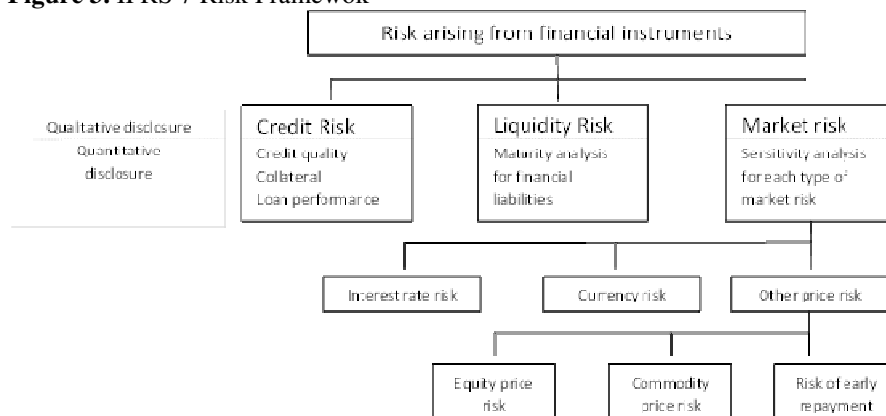 Figure 3. IFRS 7 Risk Framewok
Risk arising from financial instruments
Qualitative disclosure
Quantitative
disclosure
Credit Risk
Credit quality
Collateral
Loan performance
Liquidity Risk
Maturity analysis
for financial
liabilities
Market risk
Sensitivity analysis
for each type of
market risk
Interest rate risk
Currency risk
Other price risk
Equity price
risk
Commodity
price risk
Risk of early
repayment